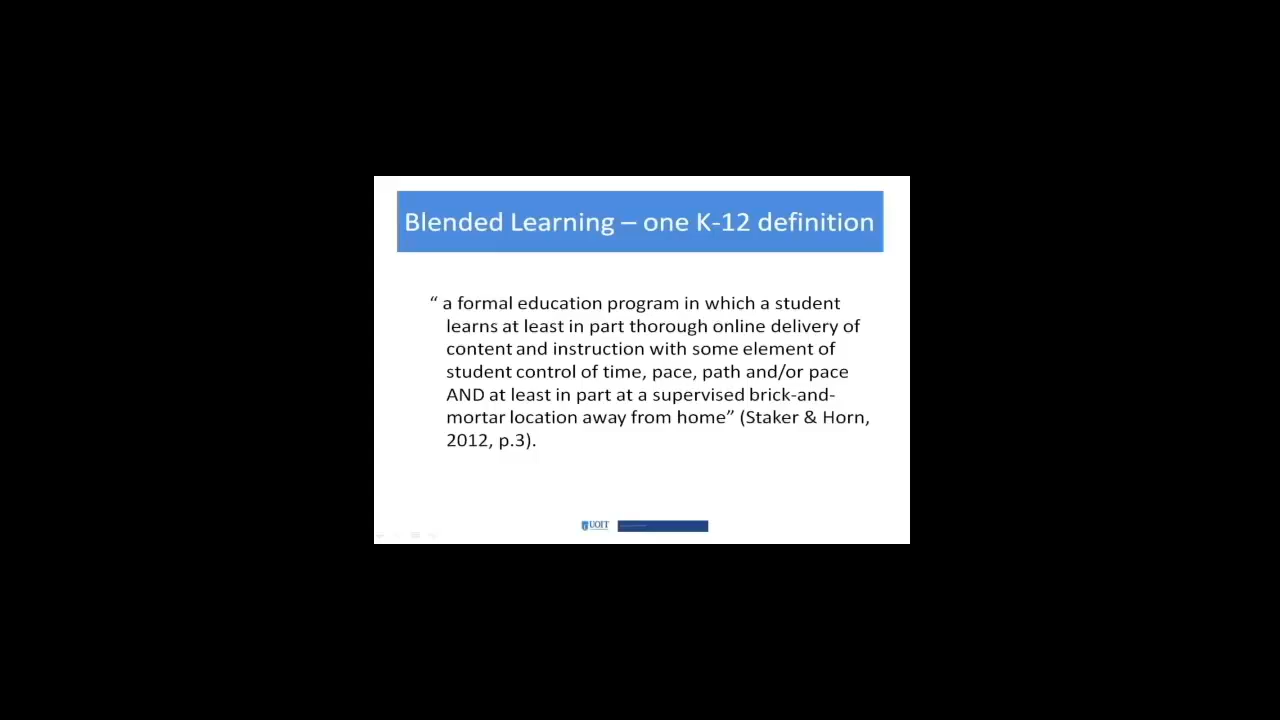 Blended Learning – one K-12 definition
“ a formal education program in which a student
learns at least in part thorough online delivery of
content and instruction with some element of
student control of time, pace, path and/or pace
AND at least in part at a supervised brick-and-
mortar location away from home” (Staker & Horn,
2012, p.3).
UOIT